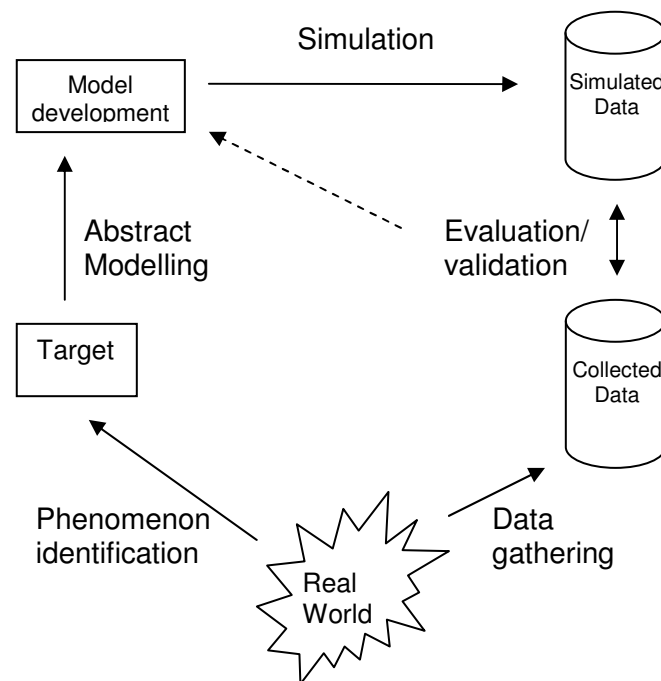 Simulation
Model
development
Simulated
Data
Abstract
Modelling
Evaluation/
validation
Target
Collected
Data
Phenomenon
identification
Data
gathering
Real
World